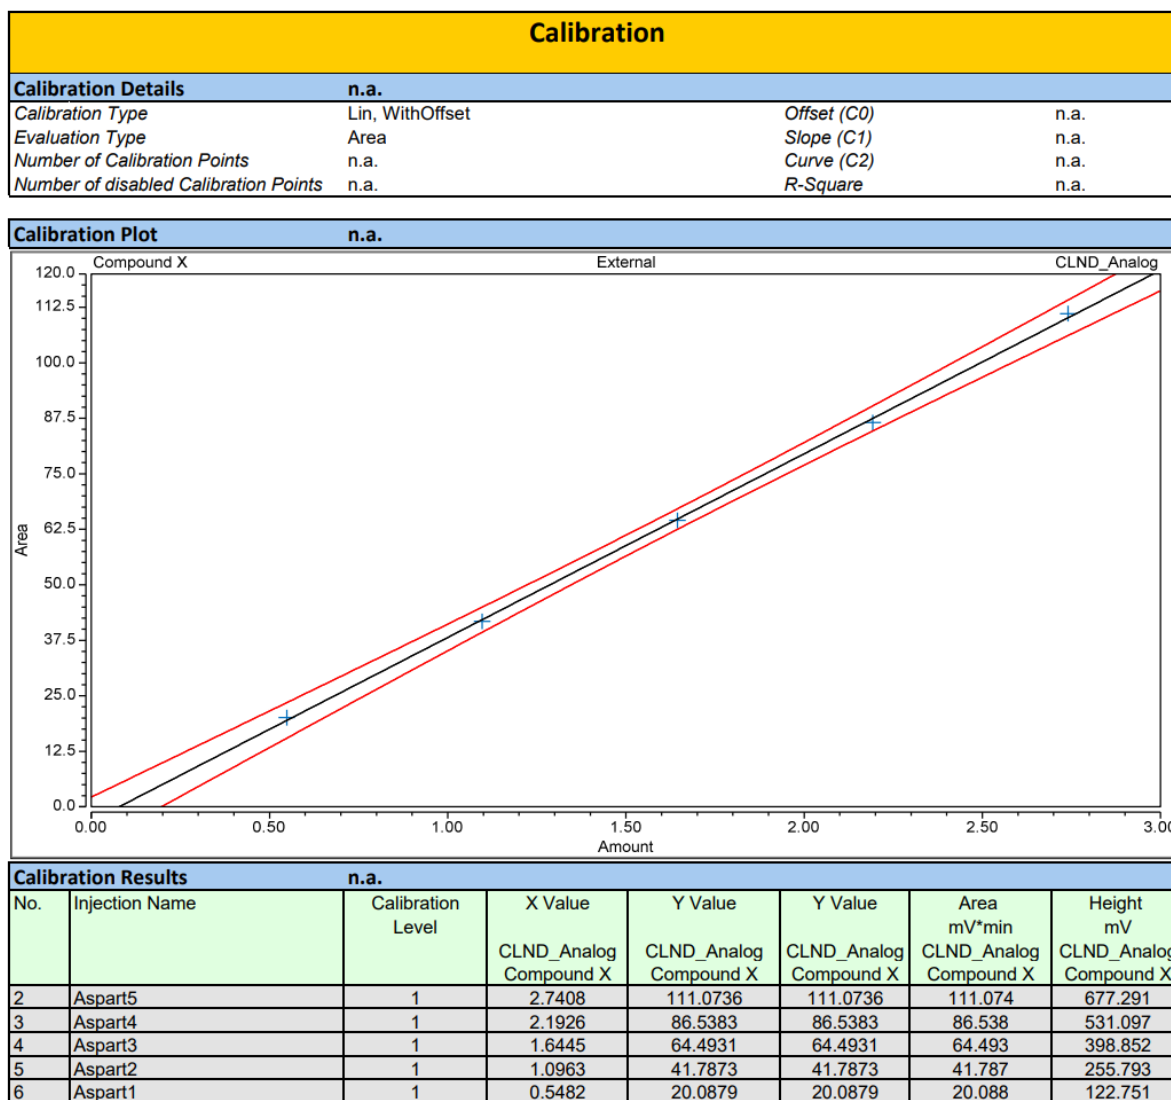 Calibration
Calibration Details n.a.
Calibration Type Lin, WithOffset Offset (C0) n.a.
Evaluation Type Area Slope (C1) n.a.
Number of Calibration Points n.a. Curve (C2) n.a.
Number of disabled Calibration Points n.a. R-Square n.a.
Calibration Plot n.a.
Compound X External CLND_Analog
120.0
112.5
100.0
87.5
75.0
62.5
50.0
37.5
25.0
12.5
0.0
Area
0.00 0.50 1.00 1.50 2.00 2.50 3.00
Amount
Calibration Results n.a.
No. Injection Name Calibration X Value Y Value Y Value Area Height
Level mV*min mV
CLND_Analog CLND_Analog CLND_Analog CLND_Analog CLND_Analog
Compound X Compound X Compound X Compound X Compound X
2 Aspart5 1 2.7408 111.0736 111.0736 111.074 677.291
3 Aspart4 1 2.1926 86.5383 86.5383 86.538 531.097
4 Aspart3 1 1.6445 64.4931 64.4931 64.493 398.852
5 Aspart2 1 1.0963 41.7873 41.7873 41.787 255.793
6 Aspart1 1 0.5482 20.0879 20.0879 20.088 122.751